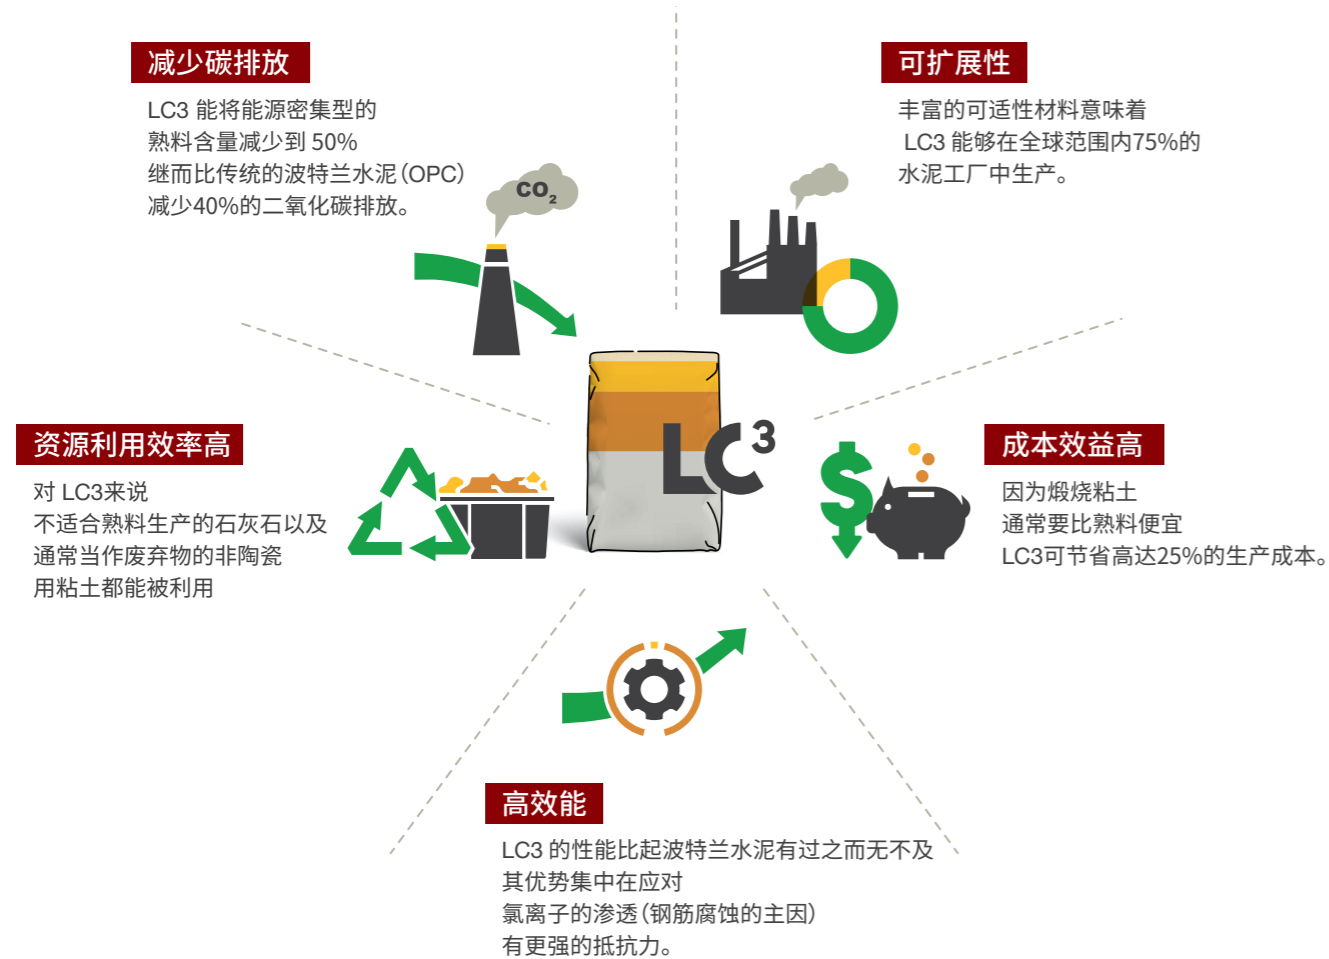 减少碳排放
LC3 能将能源密集型的
熟料含量减少到 50%
继而比传统的波特兰水泥(OPC)
减少40%的二氧化碳排放。
CO₂
可扩展性
丰富的可适性材料意味着
LC3 能够在全球范围内75%的
水泥工厂中生产。
资源利用效率高
对 LC3来说
不适合熟料生产的石灰石以及
通常当作废弃物的非陶瓷
用粘土都能被利用
LC³
$
成本效益高
因为煅烧粘土
通常要比熟料便宜
LC3可节省高达25%的生产成本。
高效能
LC3 的性能比起波特兰水泥有过之而无不及
其优势集中在应对
氯离子的渗透(钢筋腐蚀的主因)
有更强的抵抗力。